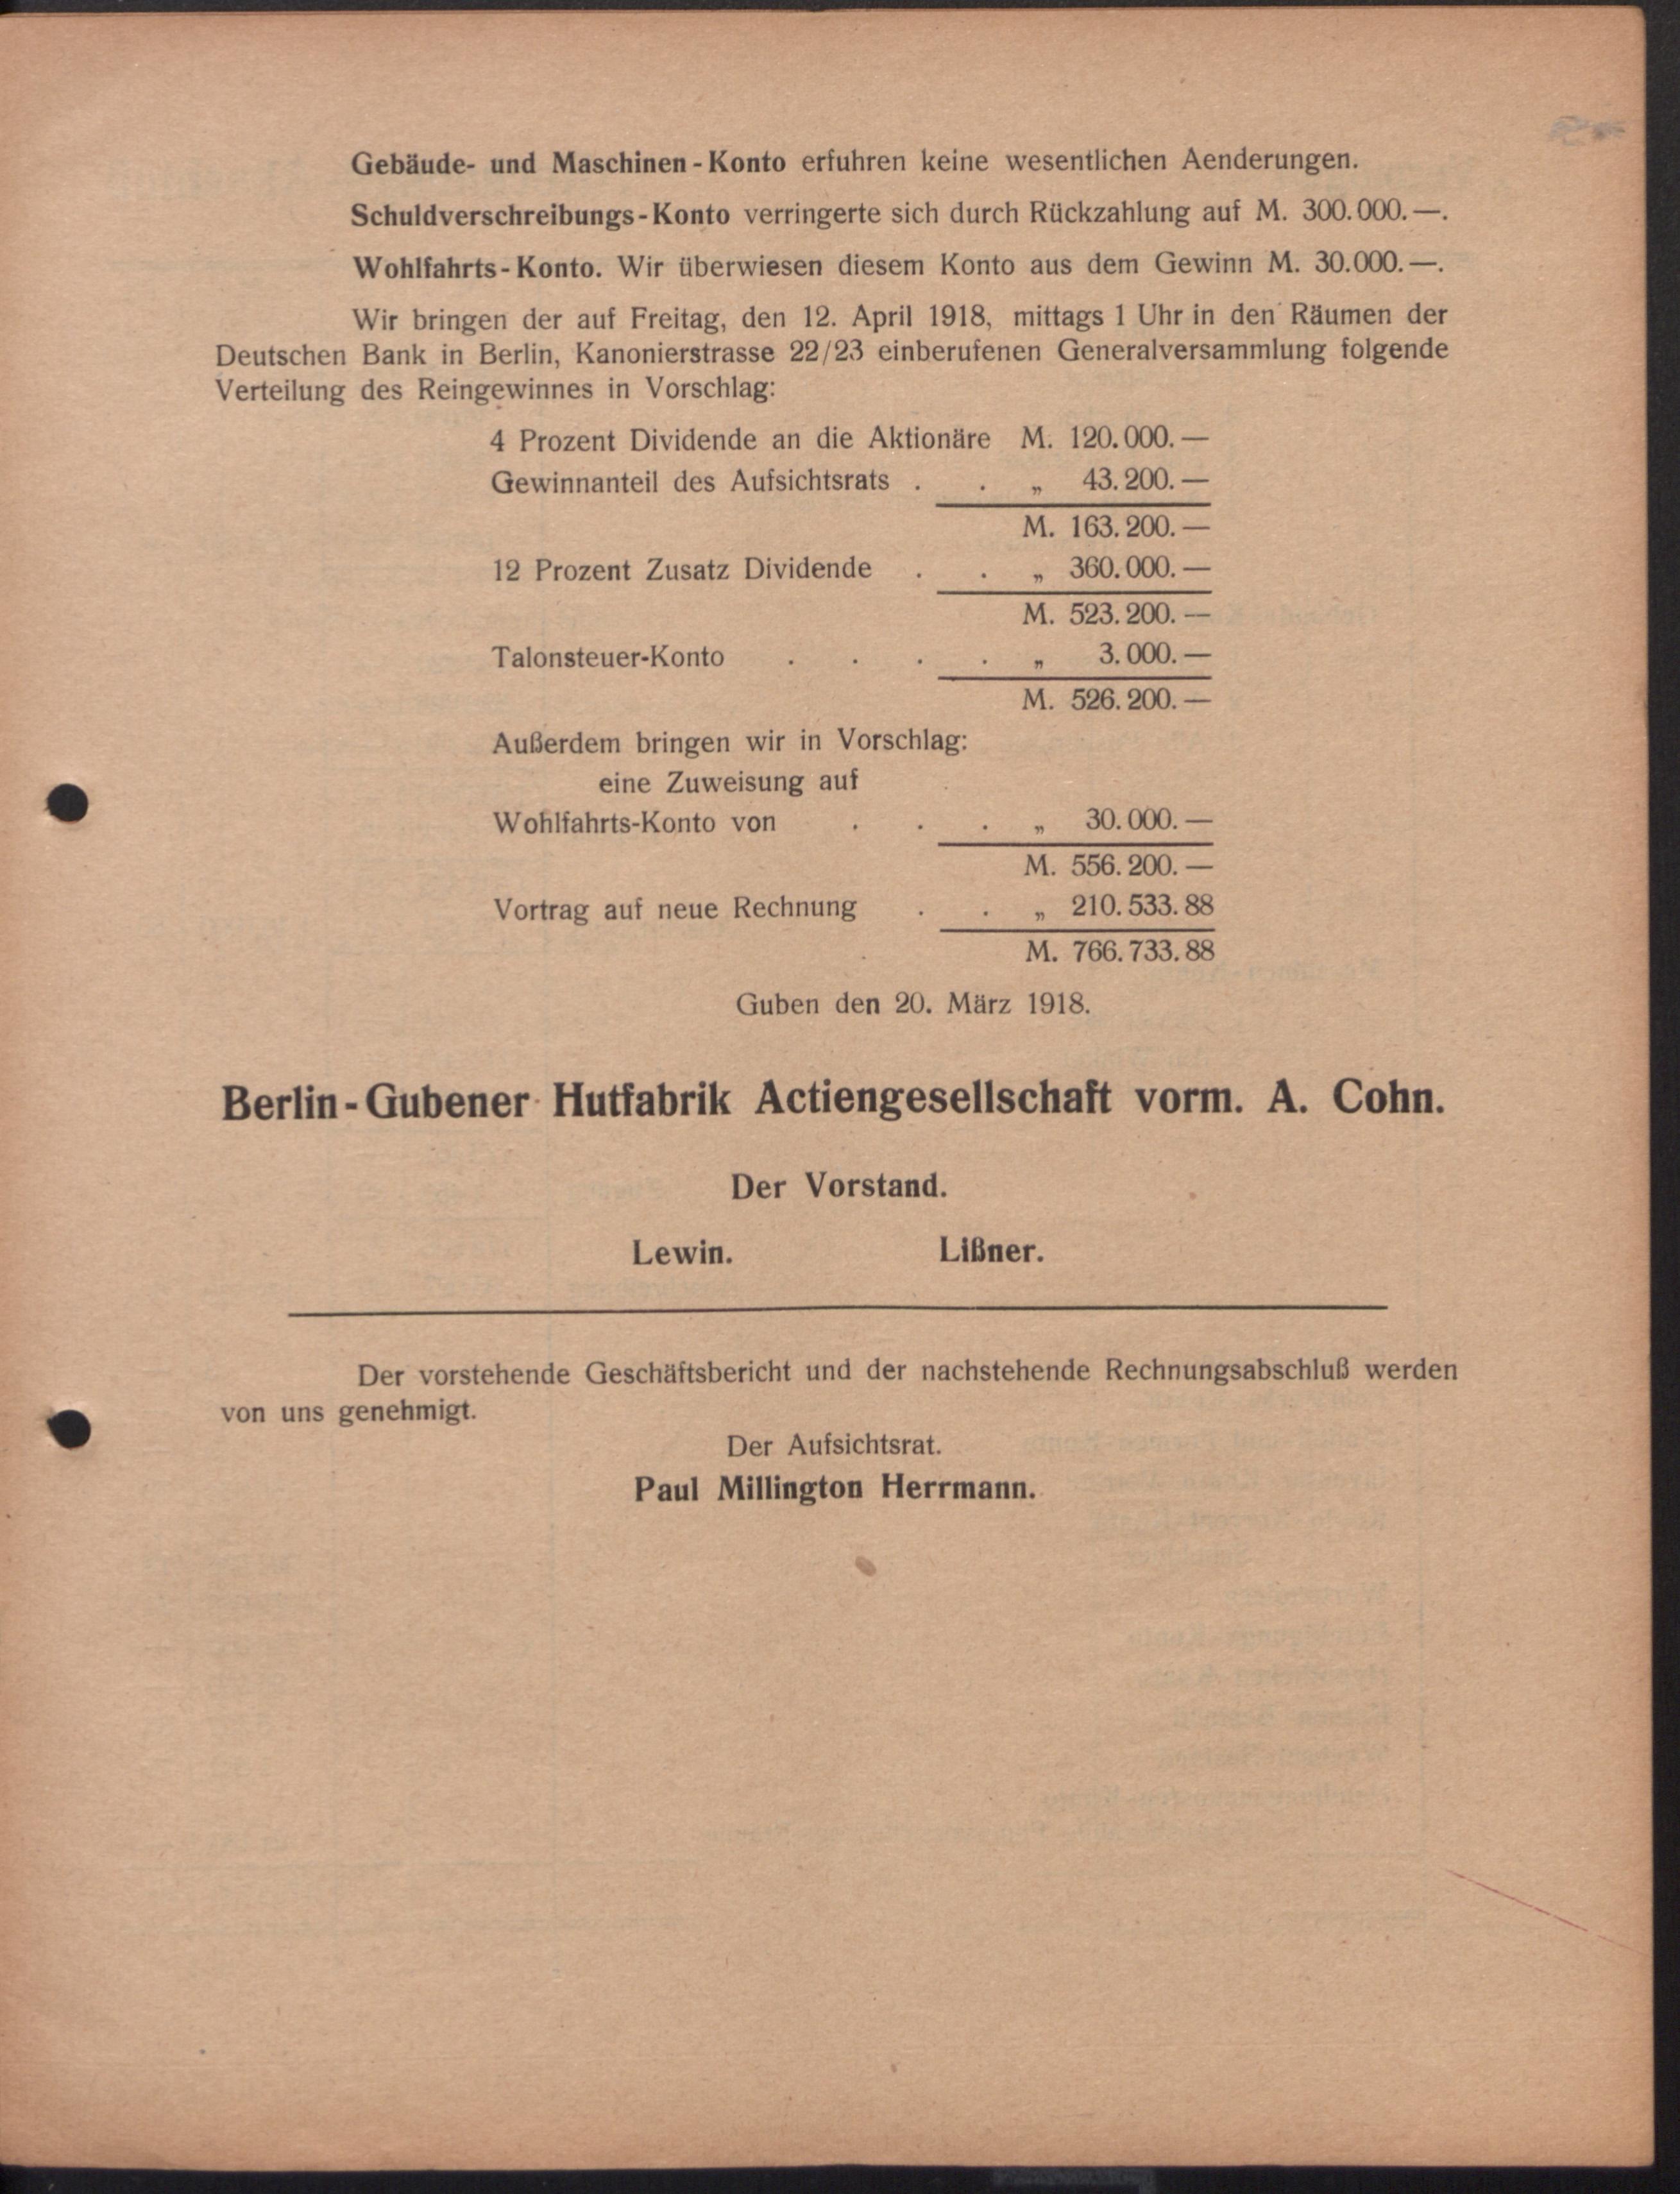 Gebäude- und Maschinen-Konto erfuhren keine wesentlichen Aenderungen.
Schuldverschreibungs-Konto verringerte sich durch Rückzahlung auf M. 300.000.—.
Wohlfahrts-Konto. Wir überwiesen diesem Konto aus dem Gewinn M. 30.000.—.
Wir bringen der auf Freitag, den 12. April 1918, mittags 1 Uhr in den Räumen der
Deutschen Bank in Berlin, Kanonierstrasse 22/23 einberufenen Generalversammlung folgende
Verteilung des Reingewinnes in Vorschlag:
4 Prozent Dividende an die Aktionäre M. 120.000.—
Gewinnanteil des Aufsichtsrats . . „ 43.200.—
M. 163.200.—
12 Prozent Zusatz Dividende . . „ 360.000.—
M. 523.200.—
Talonsteuer-Konto . . . . „ 3.000.—
M. 526.200.—
Außerdem bringen wir in Vorschlag:
eine Zuweisung auf
Wohlfahrts-Konto von . . . „ 30.000.—
M. 556.200.—
Vortrag auf neue Rechnung . . „ 210.533.88
M. 766.733.88
Guben den 20. März 1918.
Berlin-Gubener Hutfabrik Actiengesellschaft vorm. A. Cohn.
Der Vorstand.
Lewin. Lißner.
Der vorstehende Geschäftsbericht und der nachstehende Rechnungsabschluß werden
von uns genehmigt.
Der Aufsichtsrat.
Paul Millington Herrmann.